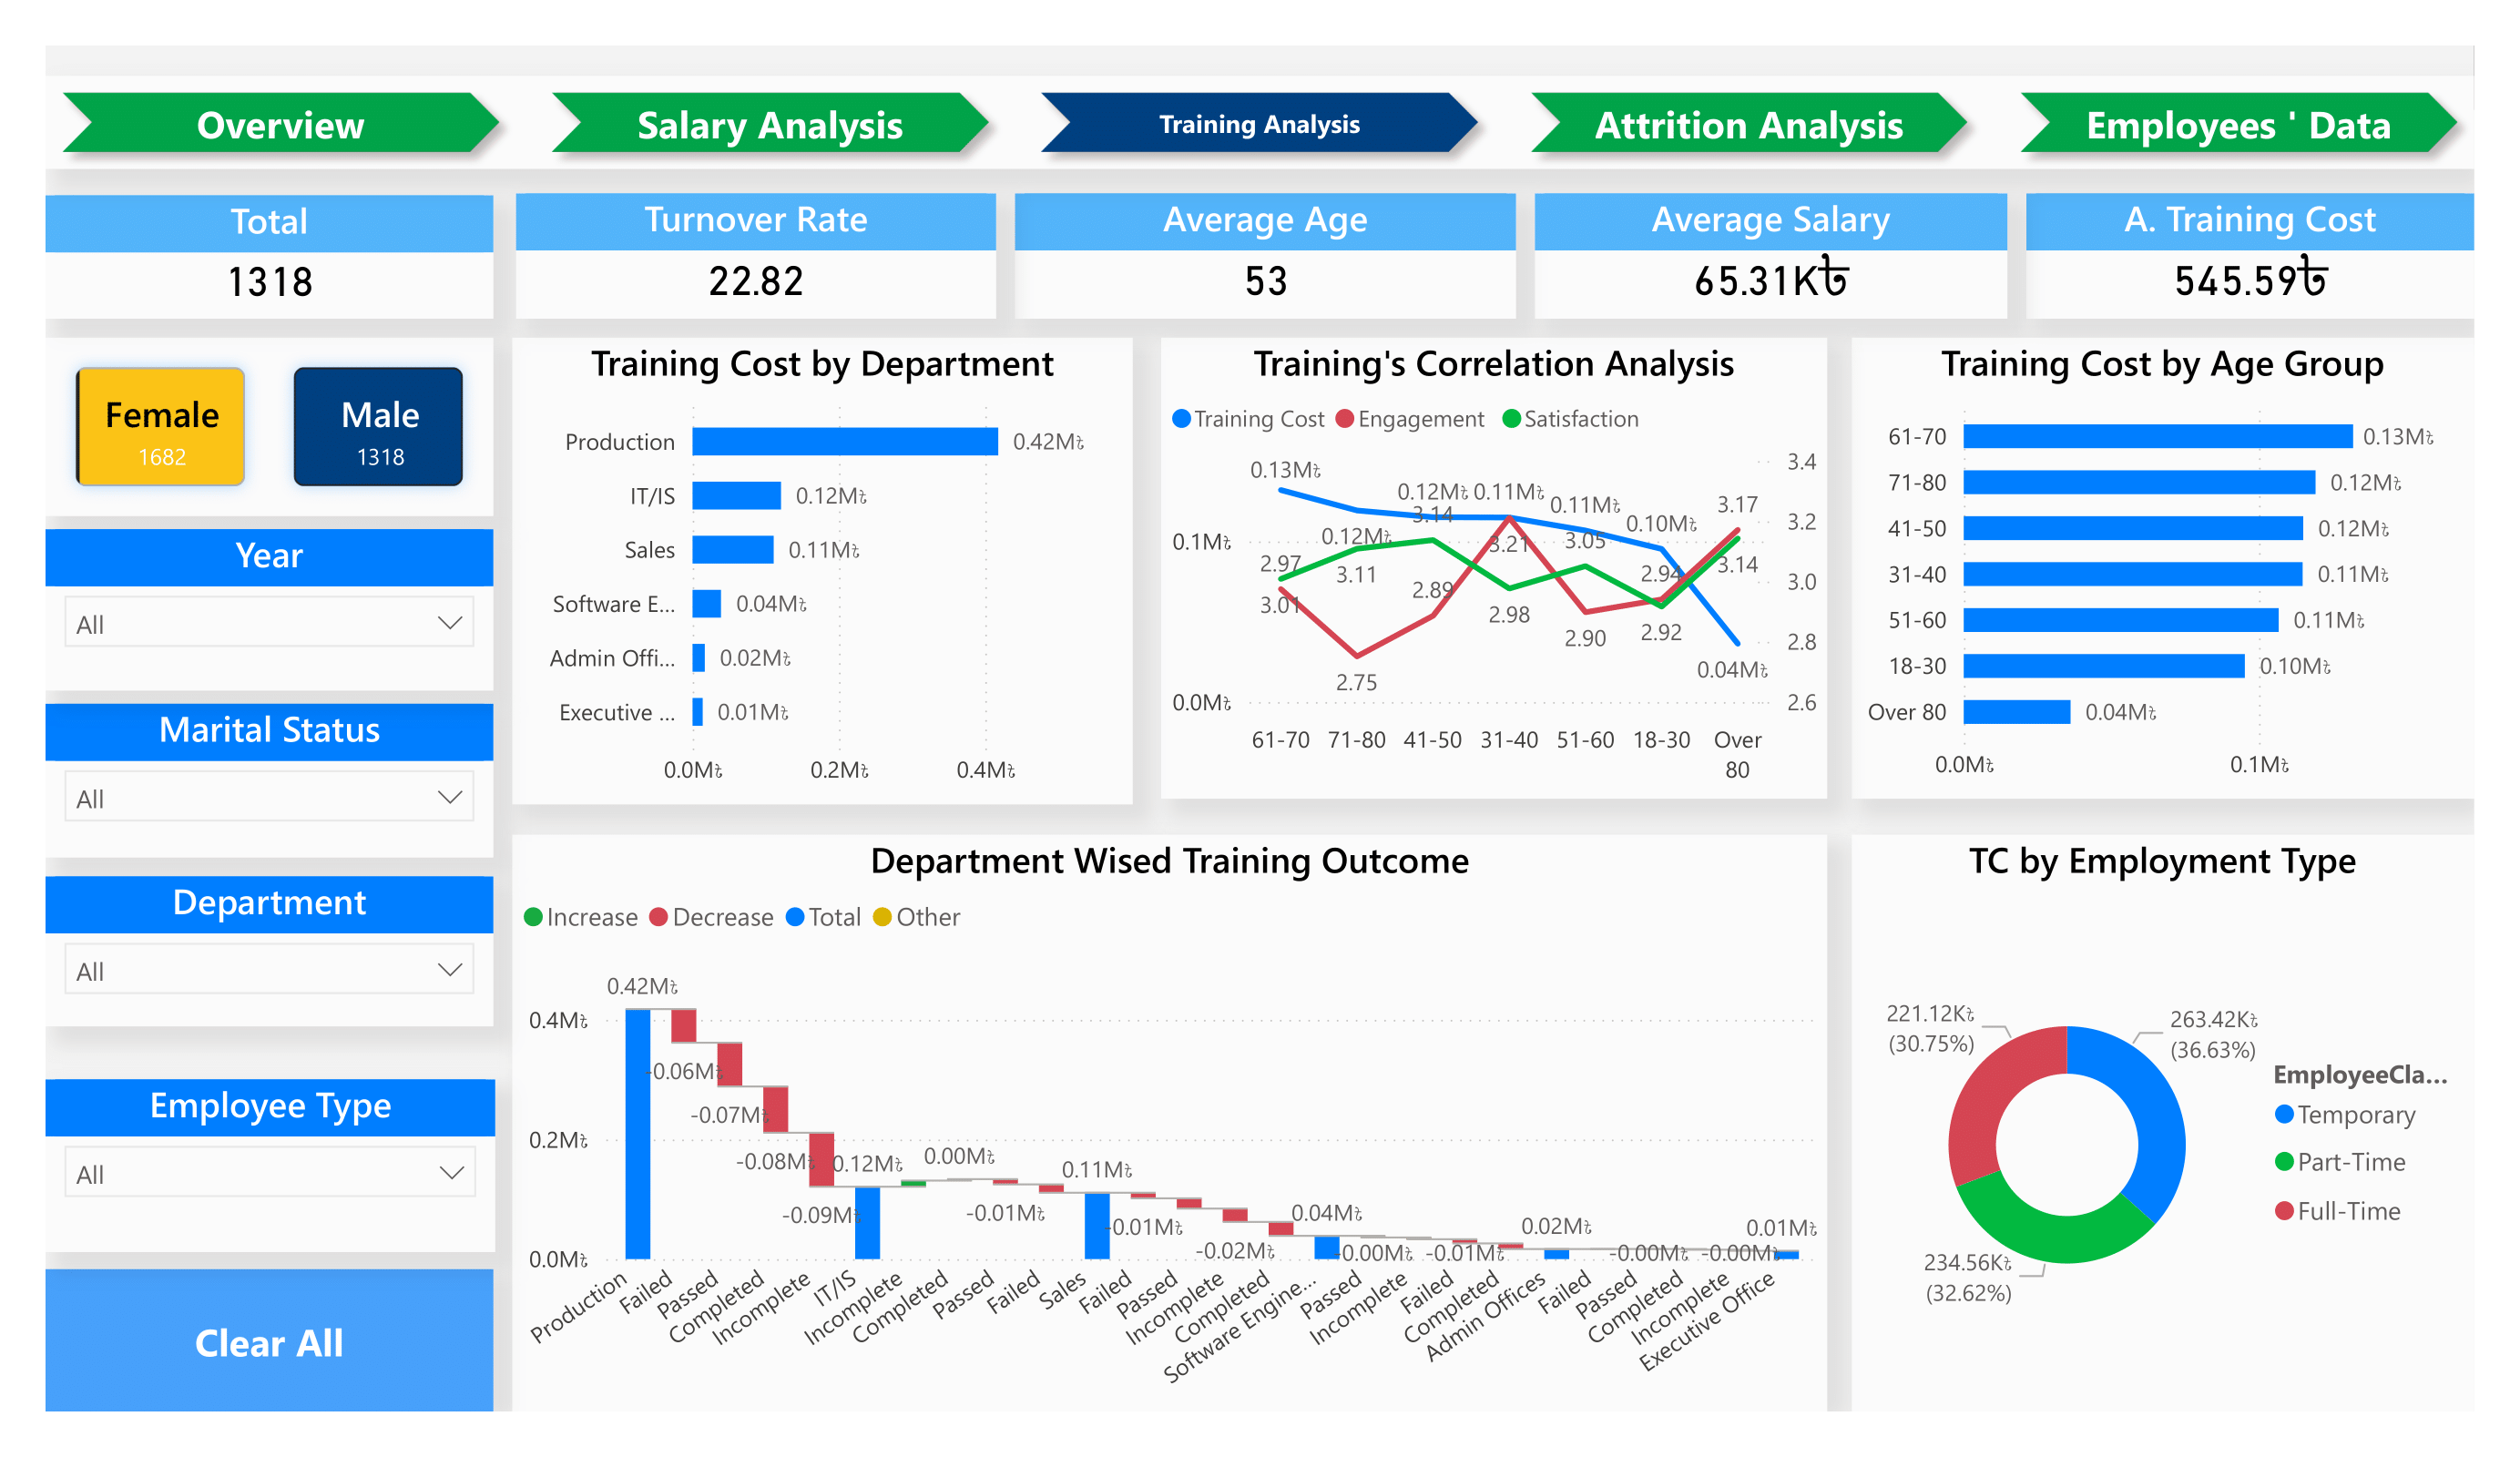 Overview
Salary Analysis
Training Analysis
Attrition Analysis
Employees ' Data
Total
1318
Turnover Rate
22.82
Average Age
53
Average Salary
65.31K৳
A. Training Cost
545.59৳
Female
1682
Male
1318
Year
All
Marital Status
All
Department
All
Employee Type
All
Clear All
Training Cost by Department
Production
0.42M৳
IT/IS
0.12M৳
Sales
0.11M৳
Software E...
0.04M৳
Admin Offi...
0.02M৳
Executive ...
0.01M৳
0.0M৳ 0.2M৳ 0.4M৳
Training's Correlation Analysis
Training Cost Engagement Satisfaction
3.4
0.13M৳
0.12M৳ 0.11M৳
0.11M৳
3.17
3.14
0.10M৳
3.2
0.1M৳
0.12M৳
3.21
3.05
2.97
3.11
2.94
3.14
3.0
2.89
3.01
2.98
2.90
2.92
2.8
0.04M৳
2.75
0.0M৳
2.6
61-70 71-80 41-50 31-40 51-60 18-30 Over
80
Training Cost by Age Group
61-70
0.13M৳
71-80
0.12M৳
41-50
0.12M৳
31-40
0.11M৳
51-60
0.11M৳
18-30
0.10M৳
Over 80
0.04M৳
0.0M৳ 0.1M৳
Department Wised Training Outcome
Increase Decrease Total Other
0.42M৳
0.4M৳
-0.06M৳
-0.07M৳
0.2M৳
-0.08M৳
0.12M৳
0.00M৳
0.11M৳
-0.09M৳
-0.01M৳
-0.01M৳
0.04M৳
0.02M৳
0.01M৳
-0.02M৳
-0.00M৳
-0.01M৳
-0.00M৳
-0.00M৳
0.0M৳
Production
Failed
Passed
Completed
Incomplete
IT/IS
Incomplete
Completed
Passed
Failed
Sales
Failed
Passed
Incomplete
Completed
Software Engine...
Passed
Incomplete
Failed
Completed
Admin Offices
Failed
Passed
Completed
Incomplete
Executive Office
TC by Employment Type
221.12K৳
(30.75%)
263.42K৳
(36.63%)
234.56K৳
(32.62%)
EmployeeCla...
Temporary
Part-Time
Full-Time